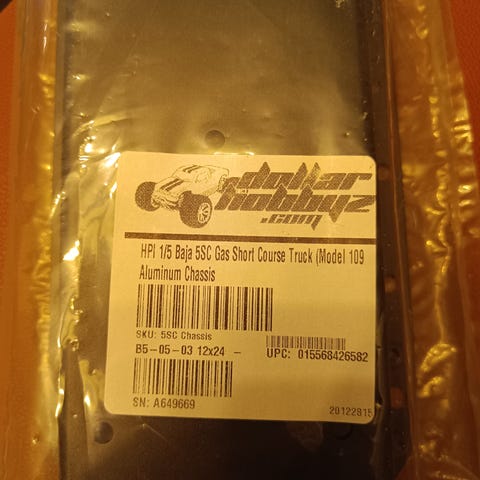 dollar
hobbyz
.com
HPI 1/5 Baja 5SC Gas Short Course Truck (Model 109
Aluminum Chassis
SKU: 5SC Chassis
B5-05-03 12x24 - UPC: 015568426582
SN: A649669
20122815